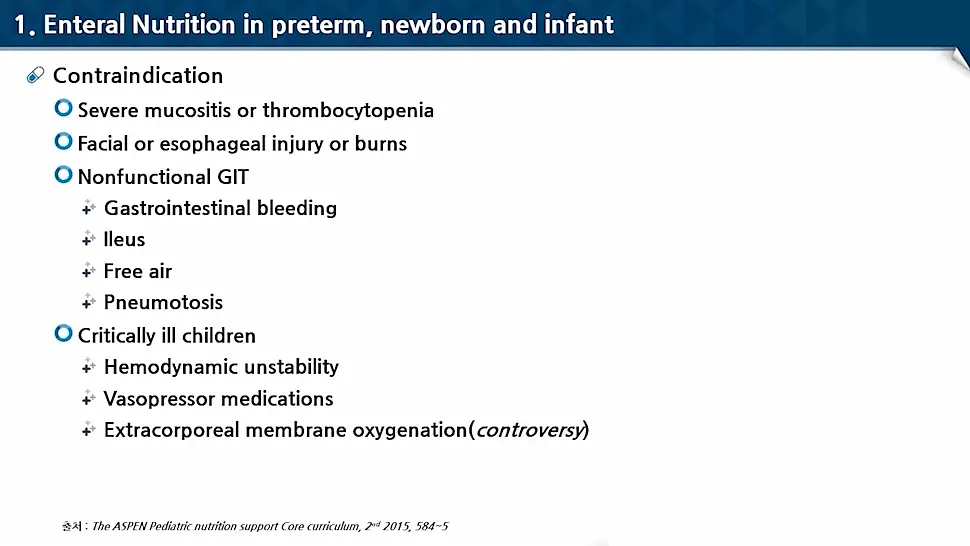 1. Enteral Nutrition in preterm, newborn and infant
Contraindication
Severe mucositis or thrombocytopenia
Facial or esophageal injury or burns
Nonfunctional GIT
Gastrointestinal bleeding
Ileus
Free air
Pneumotosis
Critically ill children
Hemodynamic unstability
Vasopressor medications
Extracorporeal membrane oxygenation(controversy)
출처 : The ASPEN Pediatric nutrition support Core curriculum, 2nd 2015, 584~5